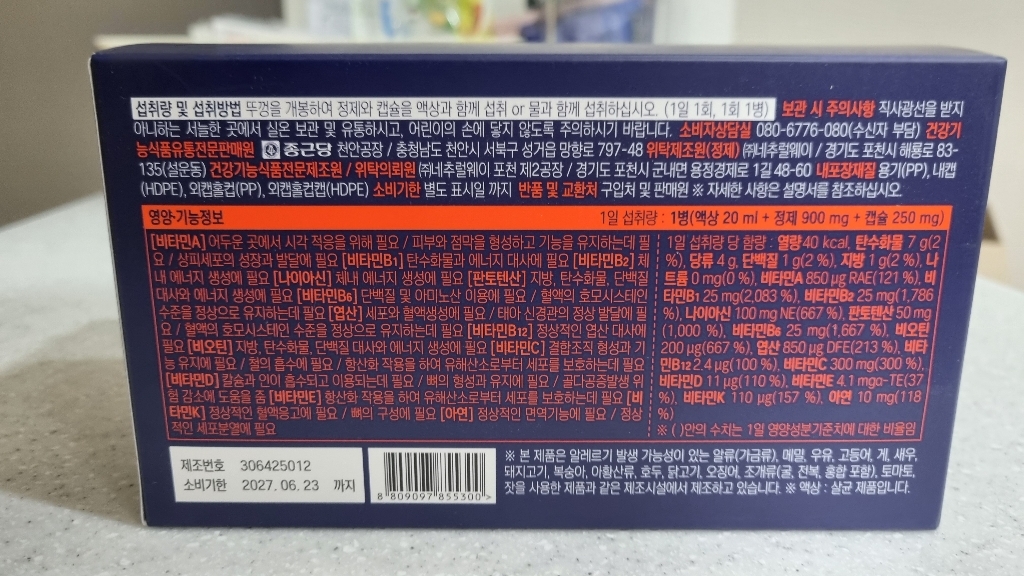 섭취량 및 섭취방법 뚜껑을 개봉하여 정제와 캡슐을 액상과 함께 섭취 or 물과 함께 섭취하십시오. (1일 1회, 1회 1병) 보관 시 주의사항 직사광선을 받지
아니하는 서늘한 곳에서 실온 보관 및 유통하시고, 어린이의 손에 닿지 않도록 주의하시기 바랍니다. 소비자상담실 080-6776-080(수신자 부담) 건강기
능식품유통전문판매원 종근당 천안공장 / 충청남도 천안시 서북구 성거읍 망향로 797-48 위탁제조원(정제) ㈜네추럴웨이 / 경기도 포천시 해룡로 83-
135(설운동) 건강기능식품전문제조원 / 위탁의뢰원 ㈜네추럴웨이 포천 제2공장 / 경기도 포천시 군내면 용정경제로 1길 48-60 내포장재질 용기(PP), 내캡
(HDPE), 외캡홀컵(PP), 외캡홀컵캡(HDPE) 소비기한 별도 표시일 까지 반품 및 교환처 구입처 및 판매원 ※ 자세한 사항은 설명서를 참조하십시오.
영양·기능정보 1일 섭취량 : 1병(액상 20 ml + 정제 900 mg + 캡슐 250 mg)
[비타민A] 어두운 곳에서 시각 적응을 위해 필요 / 피부와 점막을 형성하고 기능을 유지하는데 필
요 / 상피세포의 성장과 발달에 필요 [비타민B1] 탄수화물과 에너지 대사에 필요 [비타민B2] 체
내 에너지 생성에 필요 [나이아신] 체내 에너지 생성에 필요 [판토텐산] 지방, 탄수화물, 단백질
대사와 에너지 생성에 필요 [비타민B6] 단백질 및 아미노산 이용에 필요 / 혈액의 호모시스테인
수준을 정상으로 유지하는데 필요 [엽산] 세포와 혈액생성에 필요 / 태아 신경관의 정상 발달에 필
요 / 혈액의 호모시스테인 수준을 정상으로 유지하는데 필요 [비타민B12] 정상적인 엽산 대사에
필요 [비오틴] 지방, 탄수화물, 단백질 대사와 에너지 생성에 필요 [비타민C] 결합조직 형성과 기
능 유지에 필요 / 철의 흡수에 필요 / 항산화 작용을 하여 유해산소로부터 세포를 보호하는데 필요
[비타민D] 칼슘과 인이 흡수되고 이용되는데 필요 / 뼈의 형성과 유지에 필요 / 골다공증발생 위
험 감소에 도움을 줌 [비타민E] 항산화 작용을 하여 유해산소로부터 세포를 보호하는데 필요 [비
타민K] 정상적인 혈액응고에 필요 / 뼈의 구성에 필요 [아연] 정상적인 면역기능에 필요 / 정상
적인 세포분열에 필요
1일 섭취량 당 함량 : 열량 40 kcal, 탄수화물 7 g(2
%), 당류 4 g, 단백질 1 g(2 %), 지방 1 g(2 %), 나
트륨 0 mg(0 %), 비타민A 850 µg RAE(121 %), 비
타민B1 25 mg(2,083 %), 비타민B2 25 mg(1,786
%), 나이아신 100 mg NE(667 %), 판토텐산 50 mg
(1,000 %), 비타민B6 25 mg(1,667 %), 비오틴
200 µg(667 %), 엽산 850 µg DFE(213 %), 비타
민B12 2.4 µg(100 %), 비타민C 300 mg(300 %),
비타민D 11 µg(110 %), 비타민E 4.1 mgα-TE(37
%), 비타민K 110 µg(157 %), 아연 10 mg(118
%)
※ ( )안의 수치는 1일 영양성분기준치에 대한 비율임
제조번호 306425012
소비기한 2027. 06. 23 까지
8 809097 855300
※ 본 제품은 알레르기 발생 가능성이 있는 알류(가금류), 메밀, 우유, 고등어, 게, 새우,
돼지고기, 복숭아, 아황산류, 호두, 닭고기, 오징어, 조개류(굴, 전복, 홍합 포함), 토마토,
잣을 사용한 제품과 같은 제조시설에서 제조하고 있습니다. ※ 액상 : 살균 제품입니다.